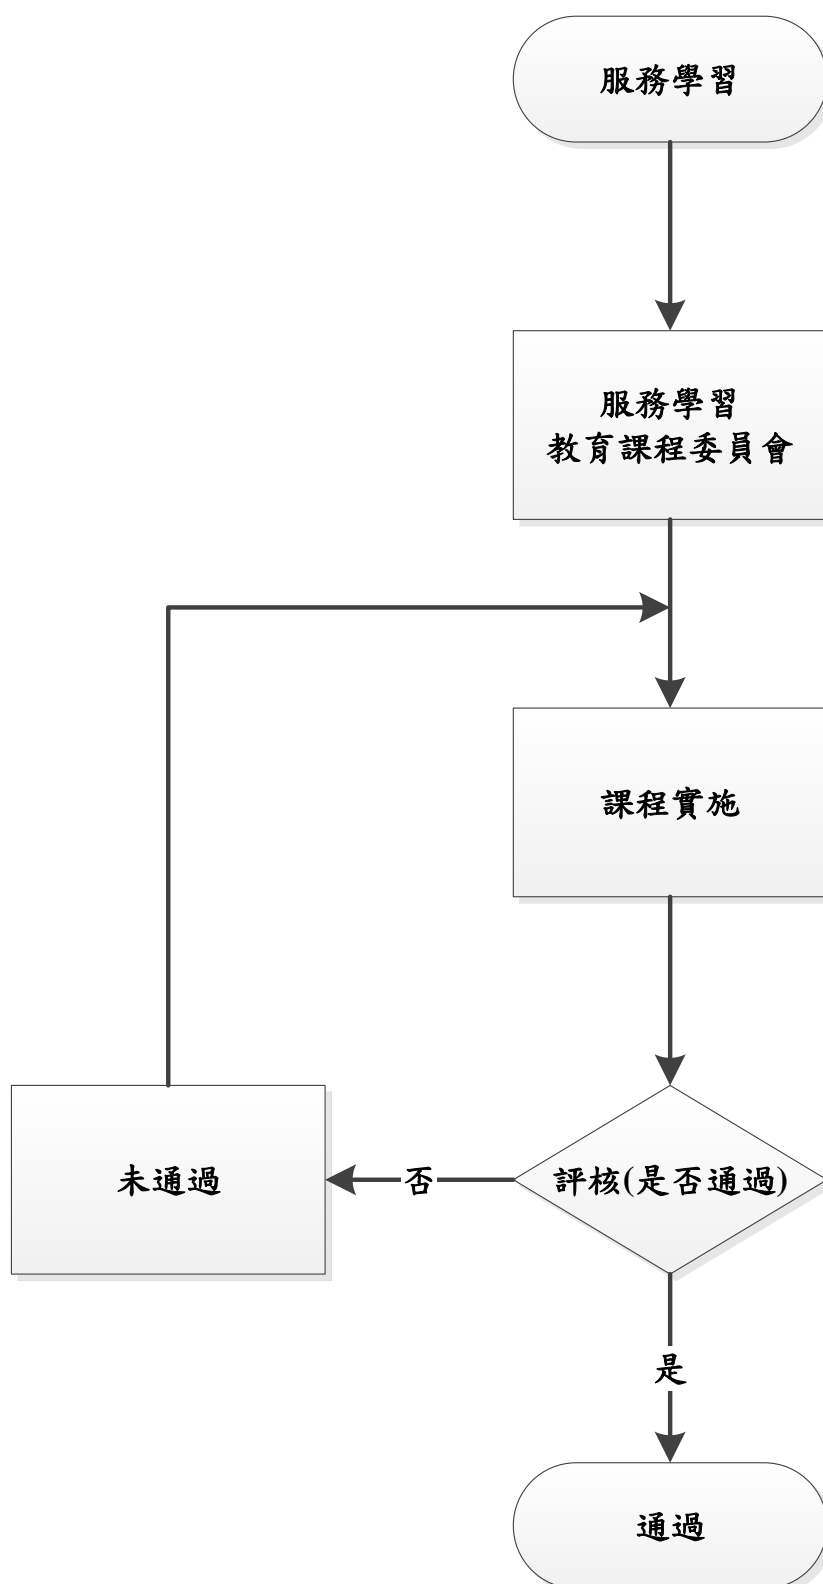 服務學習
服務學習
教育課程委員會
課程實施
評核(是否通過)
否
未通過
是
通過